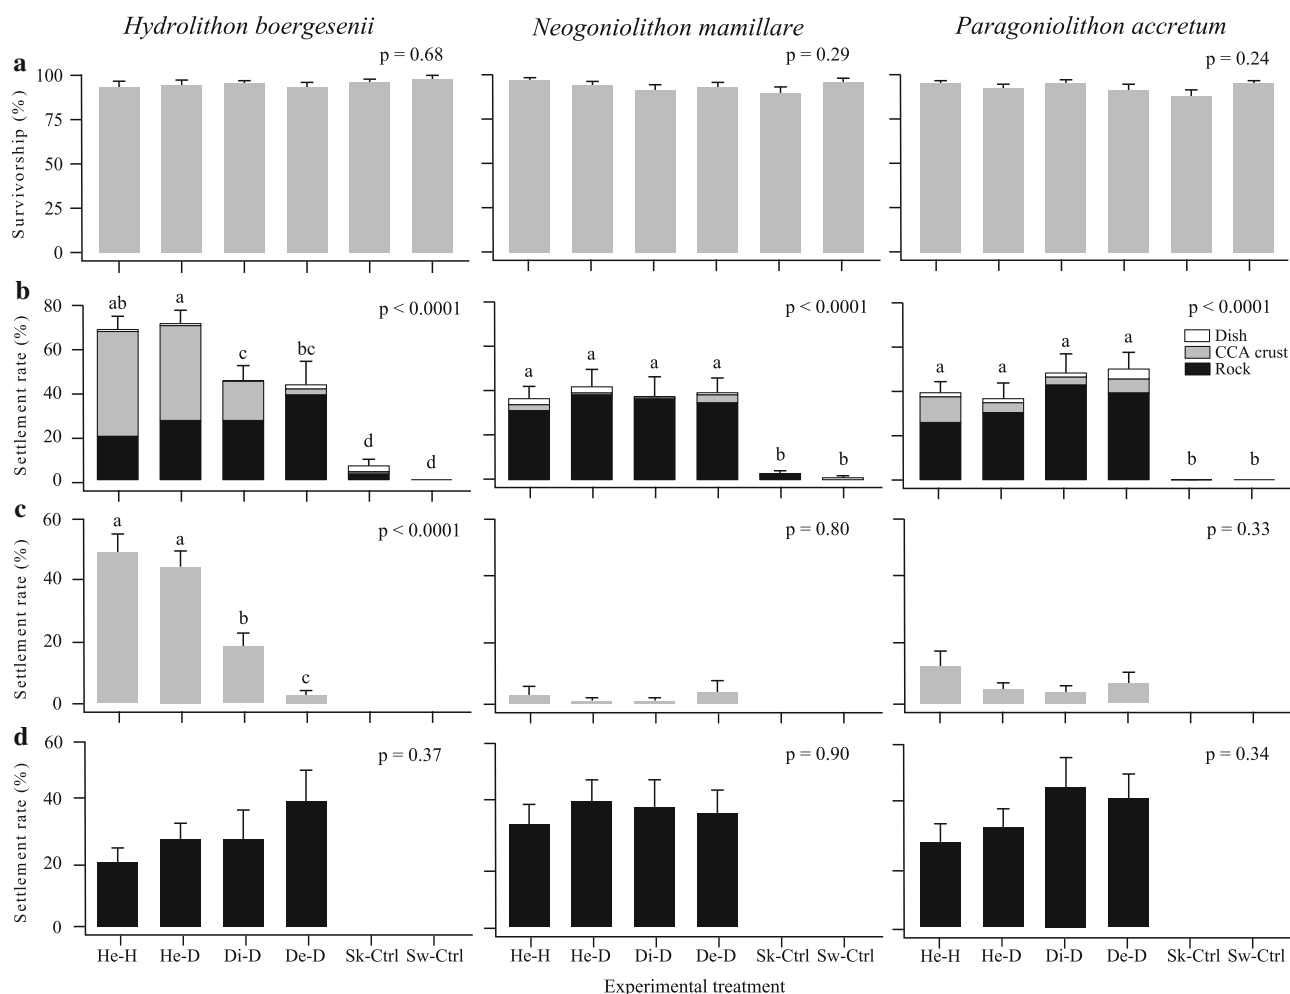 Hydrolithon boergesenii Neogoniolithon mamillare Paragoniolithon accretum
a p = 0.68 p = 0.29 p = 0.24
Survivorship (%)
100
75
50
25
0
b p < 0.0001 p < 0.0001 p < 0.0001
Settlement rate (%)
80
60
40
20
0
ab a c bc d d
a a a a b b
a a a a b b
Dish
CCA crust
Rock
c p < 0.0001 p = 0.80 p = 0.33
Settlement rate (%)
60
40
20
0
a a b c
d p = 0.37 p = 0.90 p = 0.34
Settlement rate (%)
60
40
20
0
He-H He-D Di-D De-D Sk-Ctrl Sw-Ctrl He-H He-D Di-D De-D Sk-Ctrl Sw-Ctrl He-H He-D Di-D De-D Sk-Ctrl Sw-Ctrl
Experimental treatment